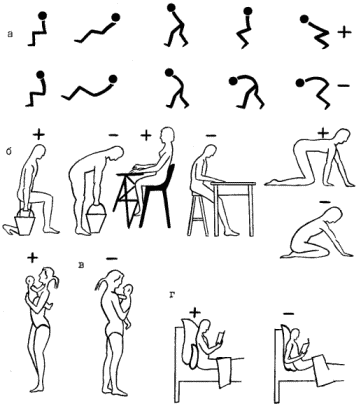 а
+
−
б + − + − +
−
+ в −
г + −